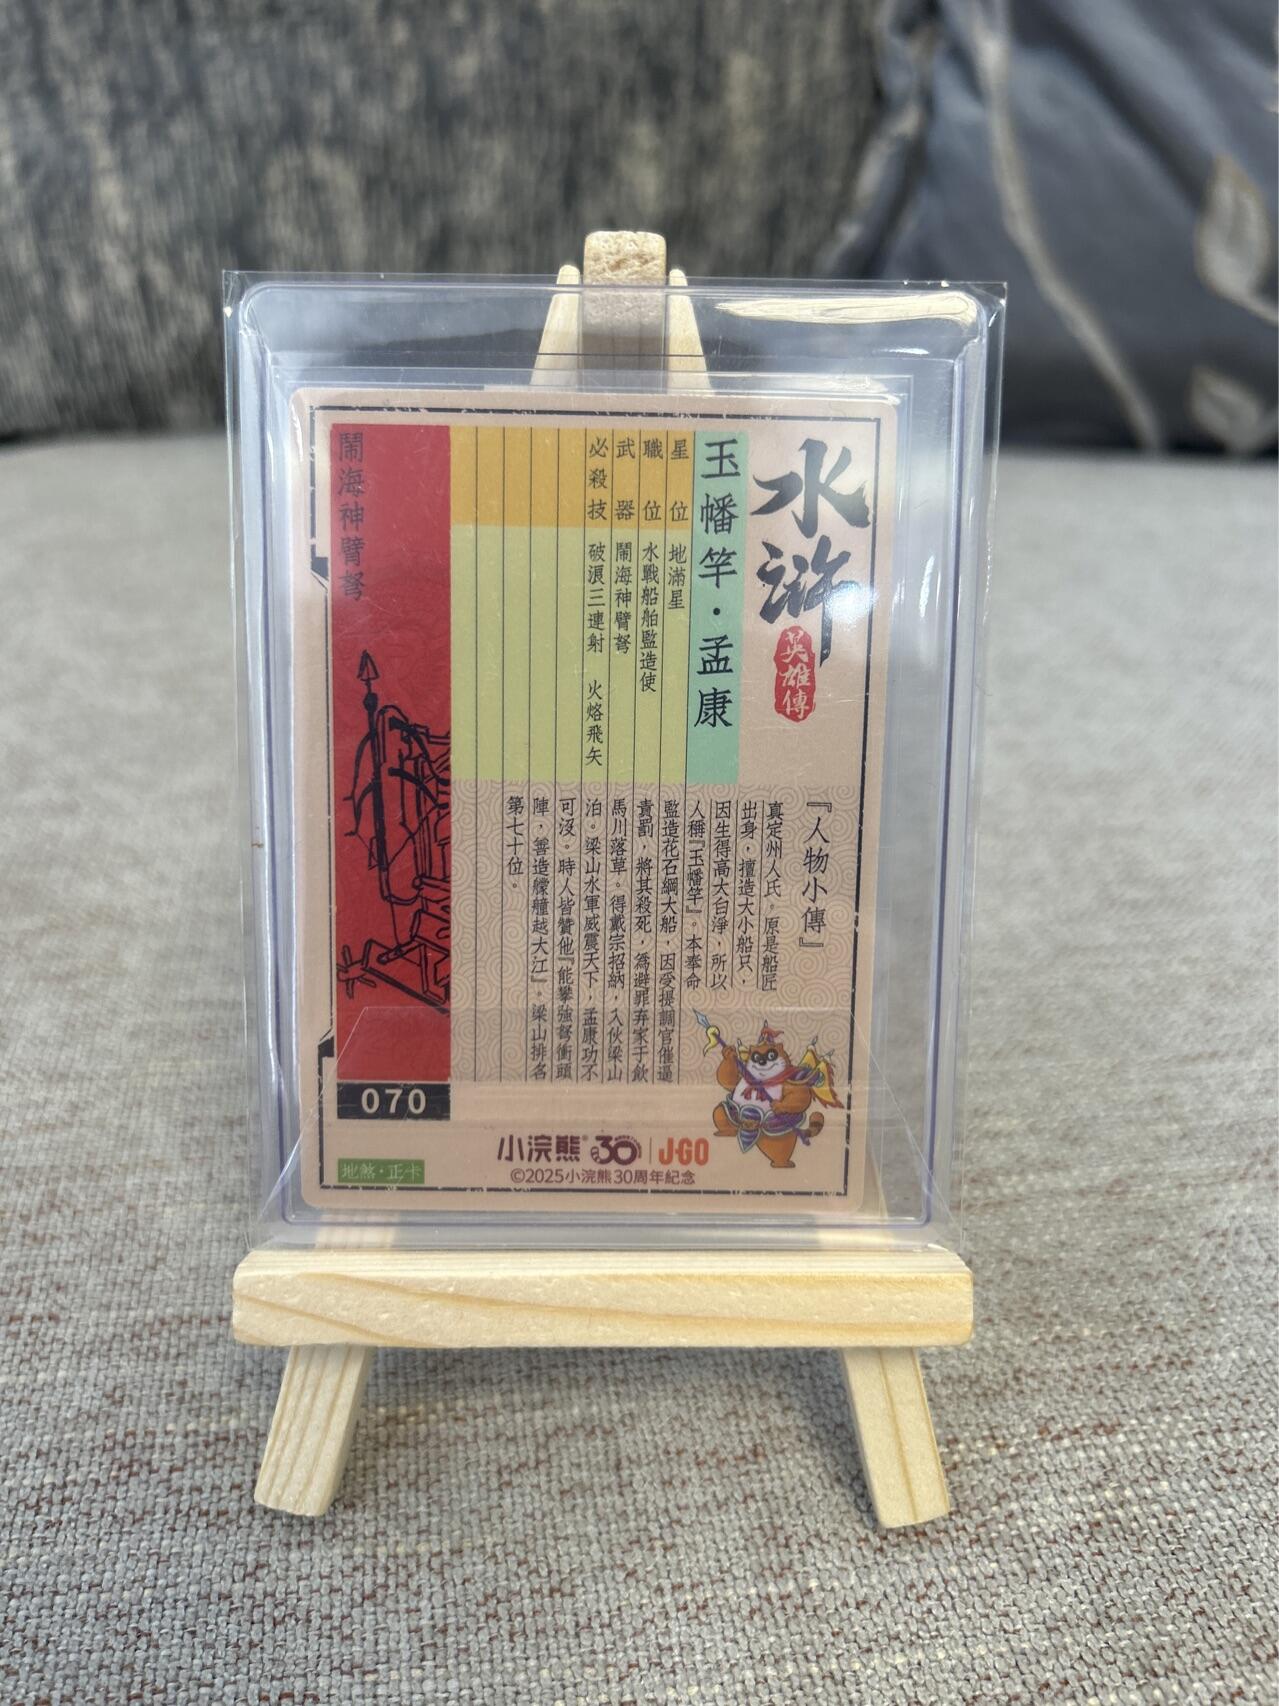 水滸
英雄傳
玉幡竿·孟康
星位 地滿星
職位 水戰船舶監造使
武器 鬧海神臂弩
必殺技 破浪三連射 火烙飛矢
『人物小傳』
真定州人氏。原是船匠
出身,擅造大小船只,
因生得高大白淨,所以
人稱『玉幡竿』。本奉命
監造花石綱大船,因受提調官催逼
責罰,將其殺死,為避罪弃家于飲
馬川落草。得戴宗招納,入伙梁山
泊。梁山水軍威震天下,孟康功不
可沒。時人皆贊他『能攀強弩衝頭
陣,善造艨艟越大江』。梁山排名
第七十位。
鬧海神臂弩
070
地煞·正卡
小浣熊 30 J·GO
©2025小浣熊30周年紀念